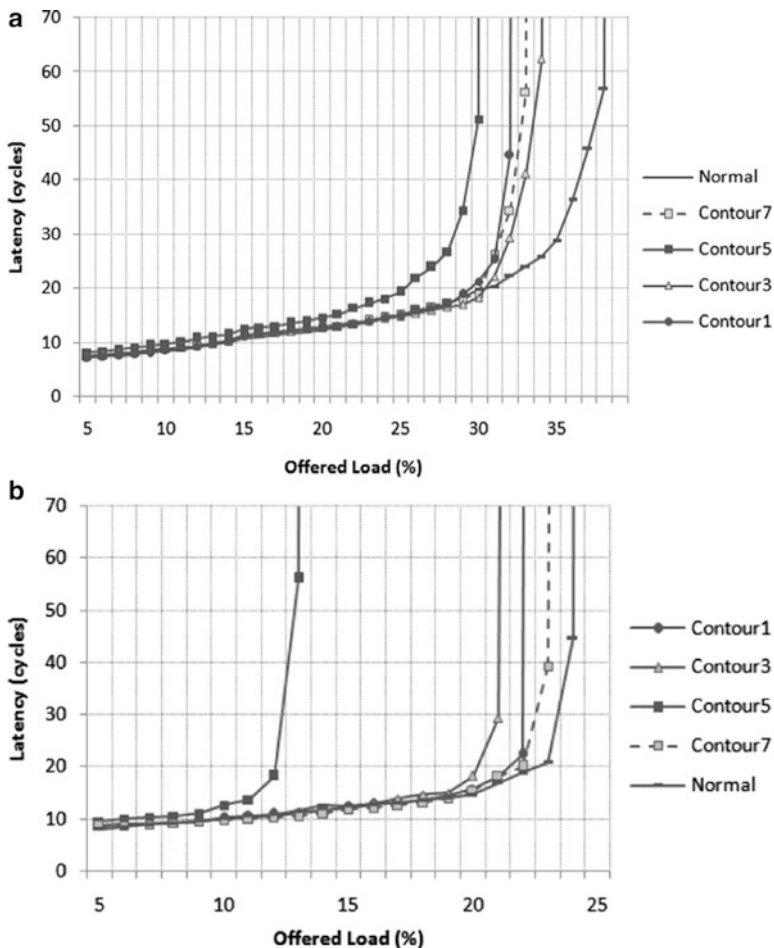 a
70
60
50
40
30
20
10
0
Latency (cycles)
5 10 15 20 25 30 35
Offered Load (%)
Normal
Contour7
Contour5
Contour3
Contour1
b
70
60
50
40
30
20
10
0
Latency (cycles)
5 10 15 20 25
Offered Load (%)
Contour1
Contour3
Contour5
Contour7
Normal